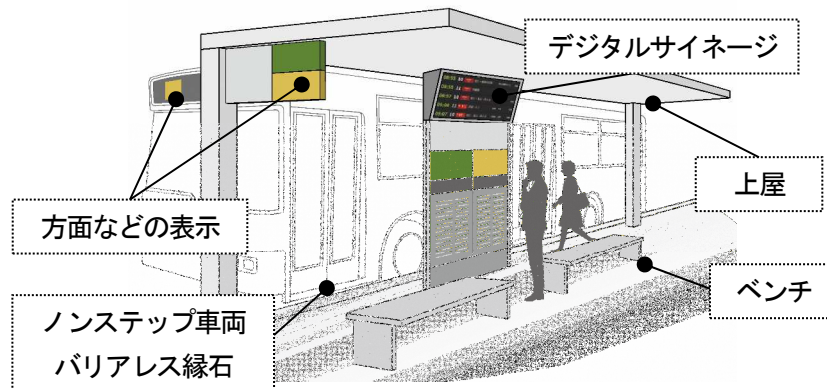 デジタルサイネージ
上屋
方面などの表示
ベンチ
ノンステップ車両
バリアレス縁石